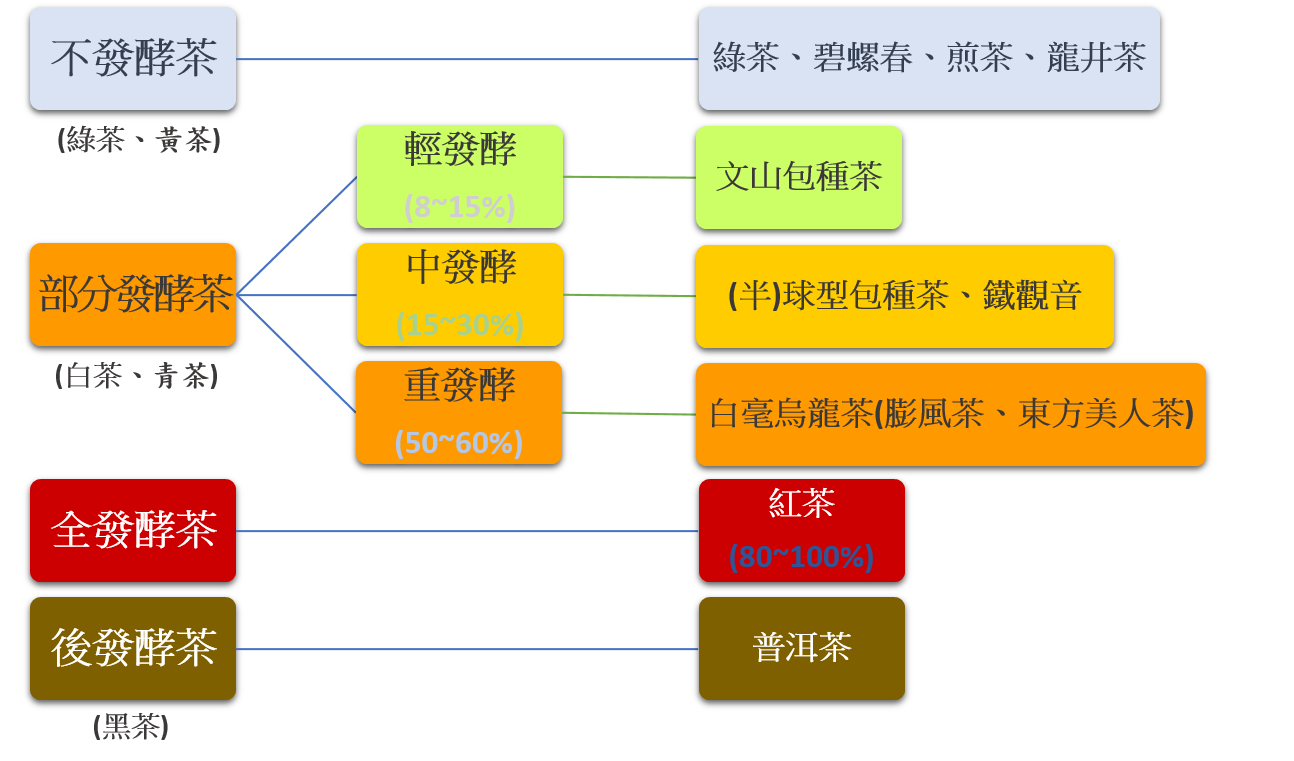 不發酵茶
綠茶、碧螺春、煎茶、龍井茶
(綠茶、黃茶)
輕發酵
(8~15%)
文山包種茶
部分發酵茶
中發酵
(15~30%)
(半)球型包種茶、鐵觀音
(白茶、青茶)
重發酵
(50~60%)
白毫烏龍茶(膨風茶、東方美人茶)
全發酵茶
紅茶
(80~100%)
後發酵茶
普洱茶
(黑茶)